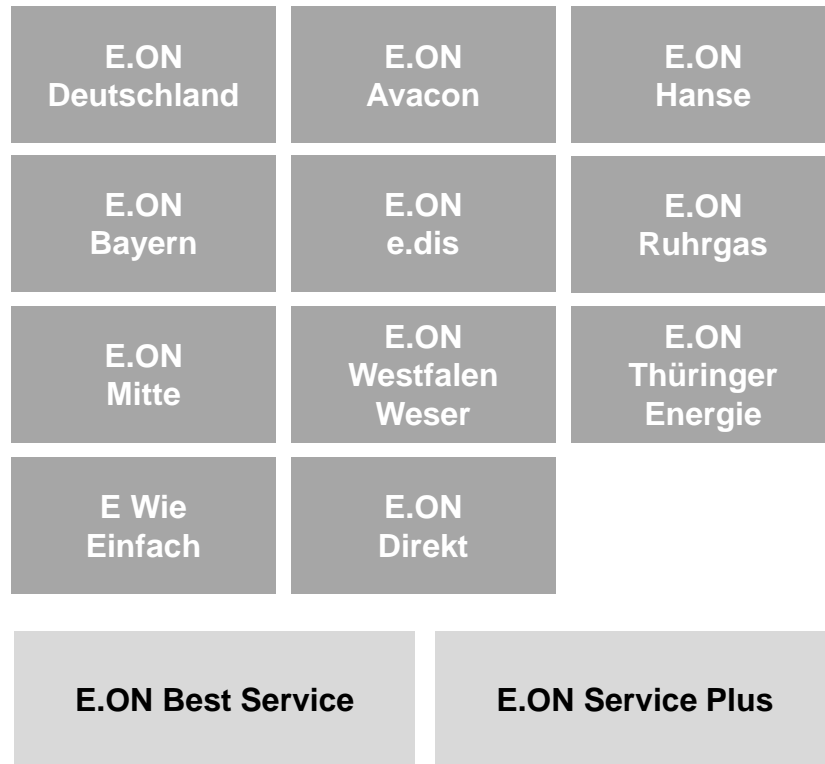 E.ON
Deutschland
E.ON
Avacon
E.ON
Hanse
E.ON
Bayern
E.ON
e.dis
E.ON
Ruhrgas
E.ON
Mitte
E.ON
Westfalen
Weser
E.ON
Thüringer
Energie
E Wie
Einfach
E.ON
Direkt
E.ON Best Service
E.ON Service Plus